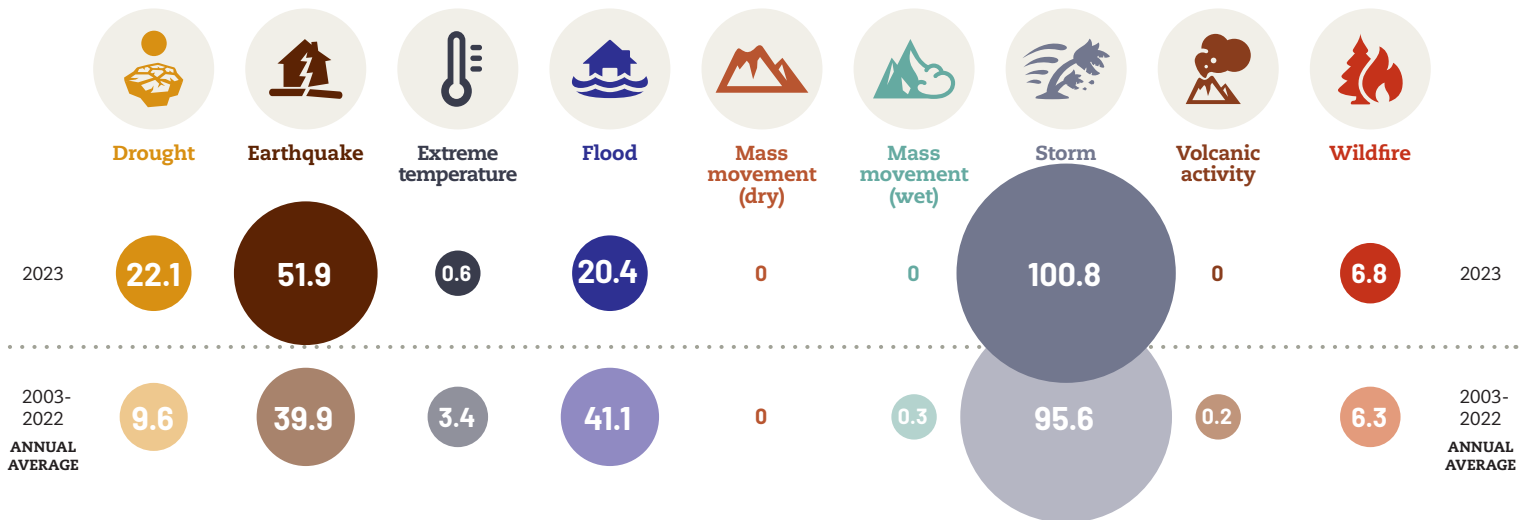 Drought
Earthquake
Extreme
temperature
Flood
Mass
movement
(dry)
Mass
movement
(wet)
Storm
Volcanic
activity
Wildfire
2023
22.1
51.9
0.6
20.4
0
0
100.8
0
6.8
2023
2003-
2022
ANNUAL
AVERAGE
9.6
39.9
3.4
41.1
0
0.3
95.6
0.2
6.3
2003-
2022
ANNUAL
AVERAGE